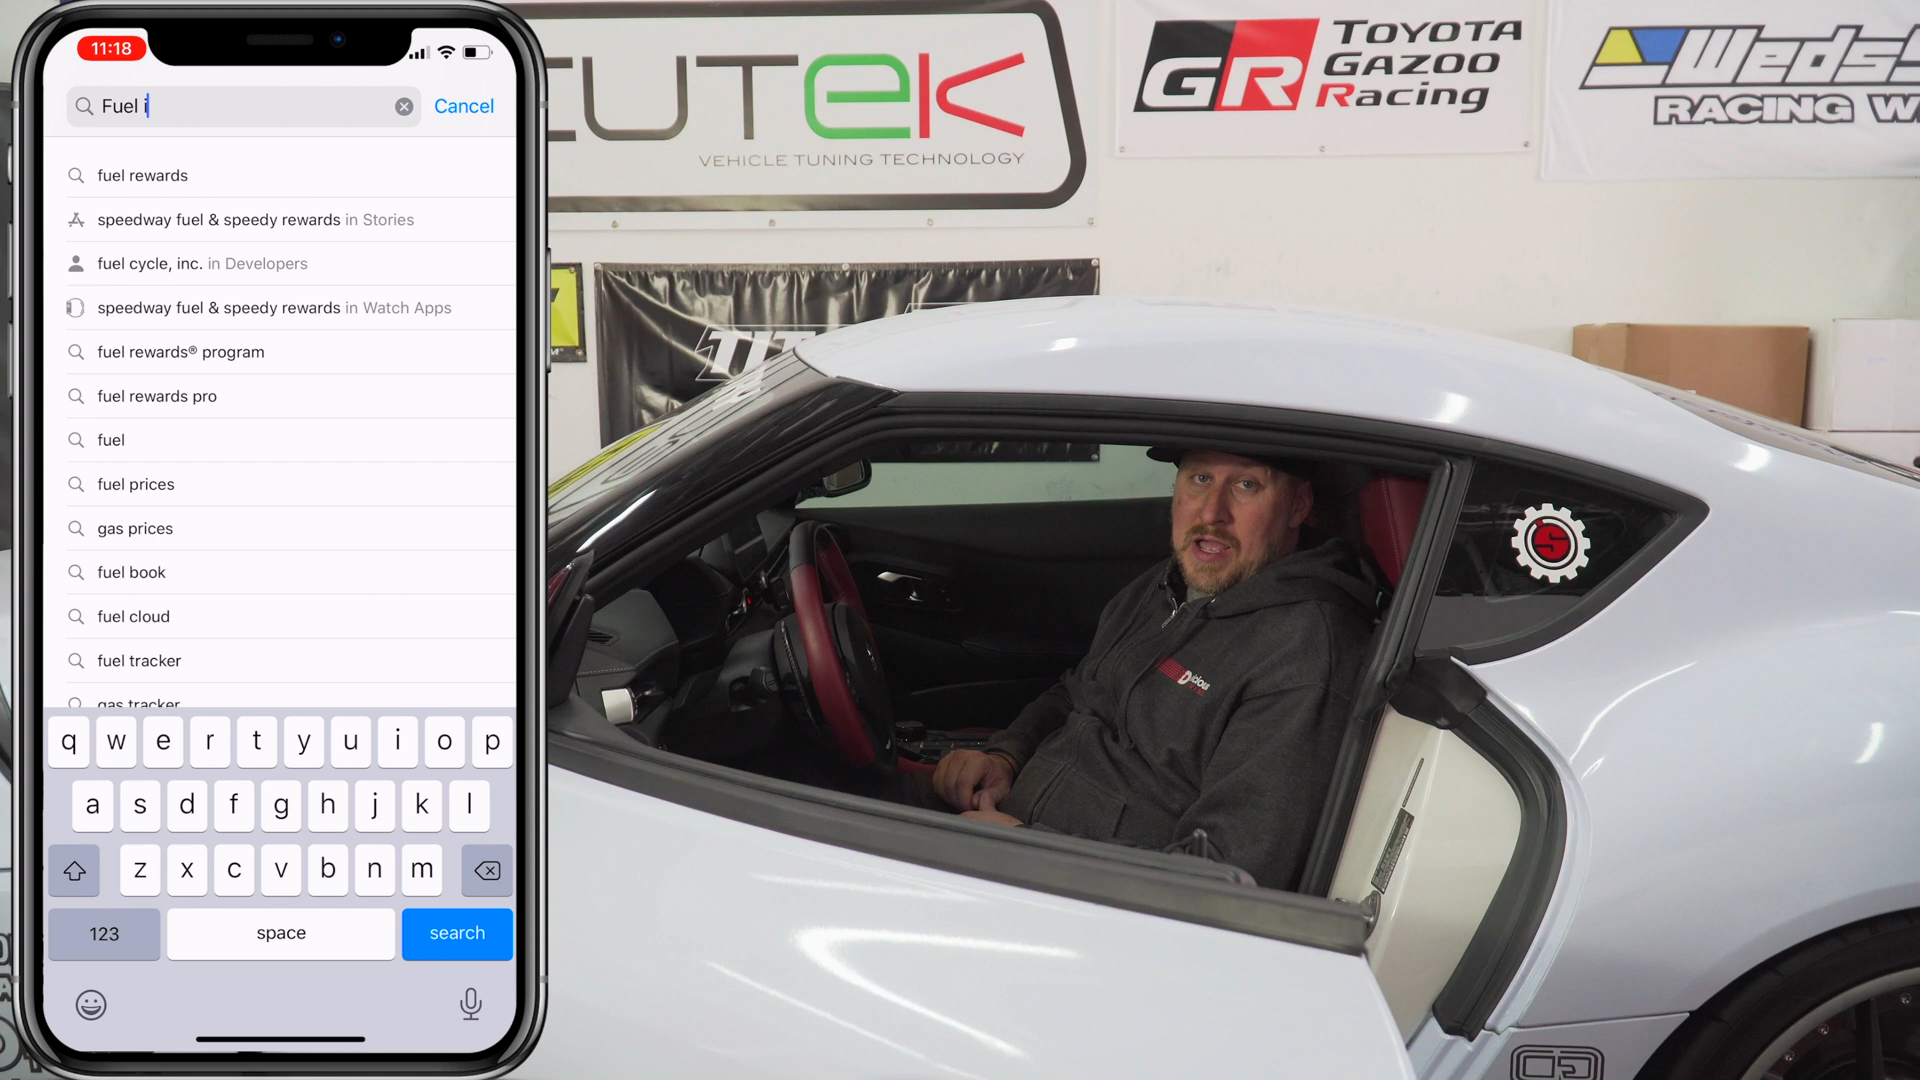 11:18
Fuel i
Cancel
fuel rewards
speedway fuel & speedy rewards in Stories
fuel cycle, inc. in Developers
speedway fuel & speedy rewards in Watch Apps
fuel rewards® program
fuel rewards pro
fuel
fuel prices
gas prices
fuel book
fuel cloud
fuel tracker
gas tracker
q w e r t y u i o p
a s d f g h j k l
z x c v b n m
123 space search
CUTEK
VEHICLE TUNING TECHNOLOGY
GR
TOYOTA
GAZOO
Racing
WedsS
RACING W
Delicious